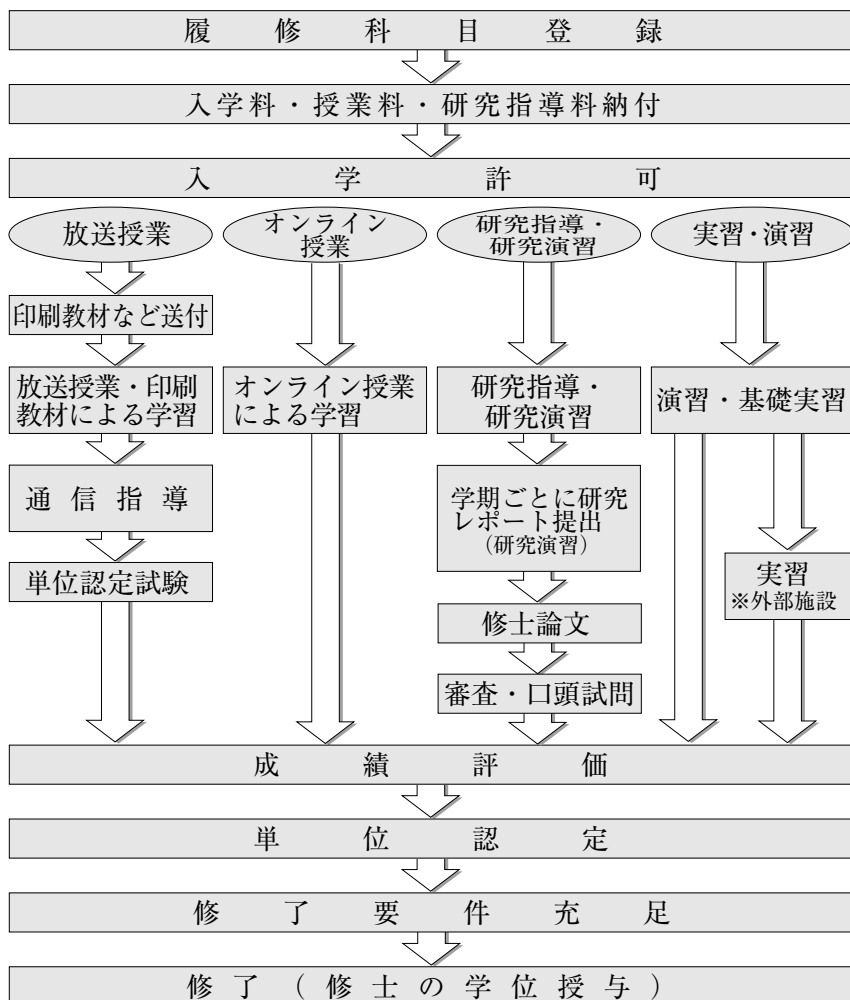 履修科目登録
入学料・授業料・研究指導料納付
入学許可
放送授業
オンライン
授業
研究指導・
研究演習
実習・演習
印刷教材など送付
放送授業・印刷
教材による学習
オンライン授業
による学習
研究指導・
研究演習
演習・基礎実習
通信指導
学期ごとに研究
レポート提出
（研究演習）
単位認定試験
実習
※外部施設
修士論文
審査・口頭試問
成績評価
単位認定
修了要件充足
修了（修士の学位授与）